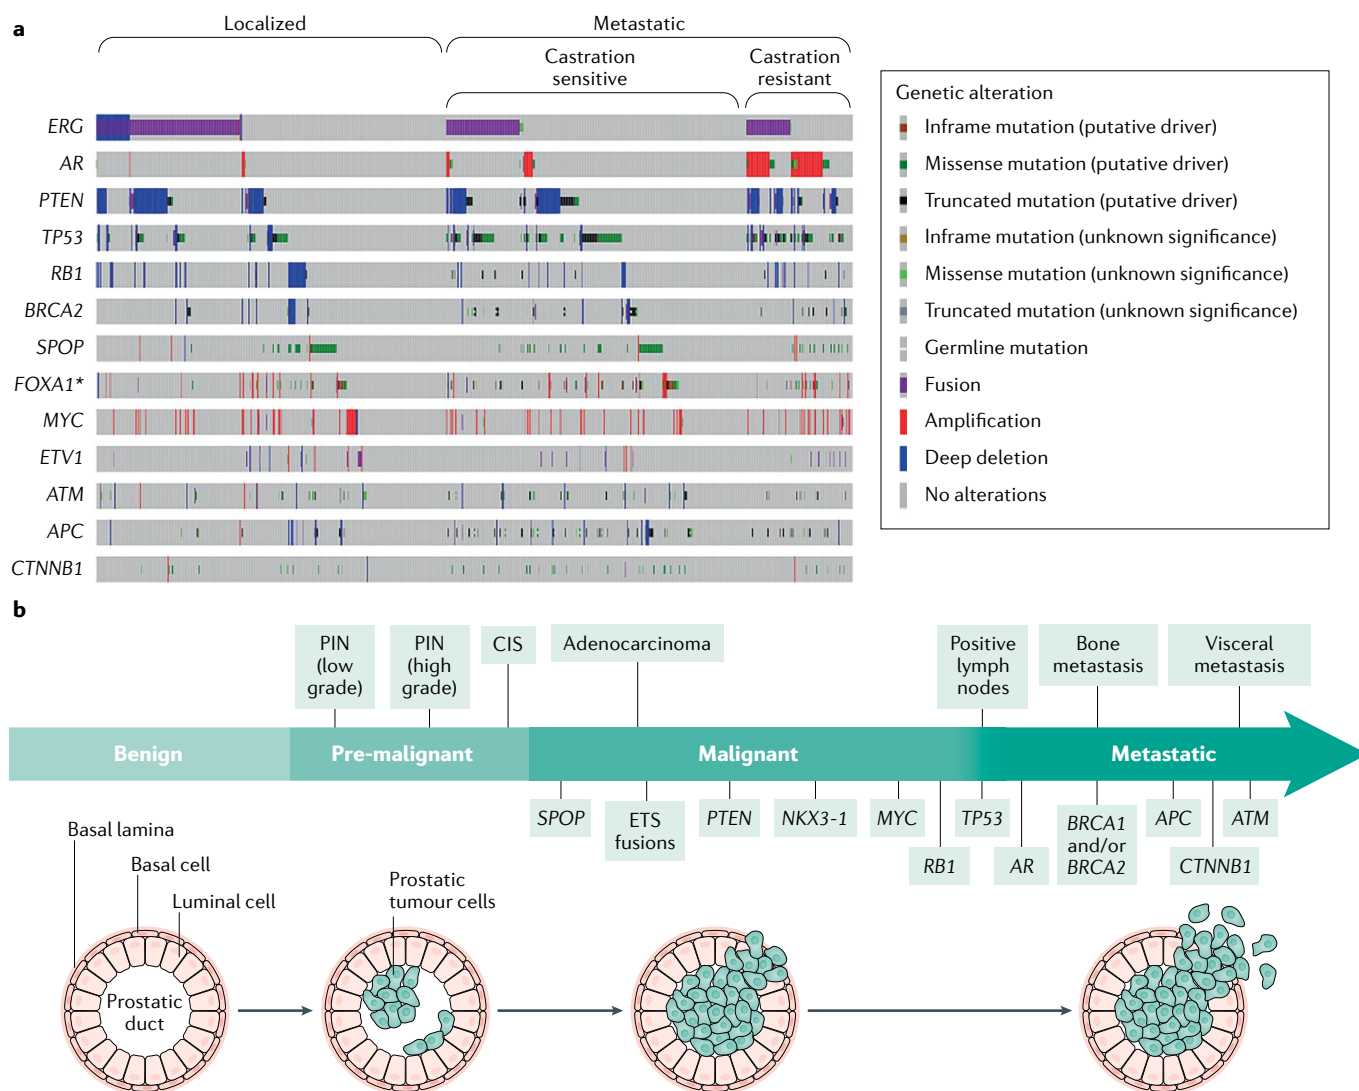 a
Localized
Metastatic
Castration
sensitive
Castration
resistant
ERG
AR
PTEN
TP53
RB1
BRCA2
SPOP
FOXA1*
MYC
ETV1
ATM
APC
CTNNB1
Genetic alteration
Inframe mutation (putative driver)
Missense mutation (putative driver)
Truncated mutation (putative driver)
Inframe mutation (unknown significance)
Missense mutation (unknown significance)
Truncated mutation (unknown significance)
Germline mutation
Fusion
Amplification
Deep deletion
No alterations
b
PIN
(low
grade)
PIN
(high
grade)
CIS
Adenocarcinoma
Positive
lymph
nodes
Bone
metastasis
Visceral
metastasis
Benign
Pre-malignant
Malignant
Metastatic
SPOP
ETS
fusions
PTEN
NKX3-1
MYC
RB1
TP53
AR
BRCA1
and/or
BRCA2
APC
CTNNB1
ATM
Basal lamina
Basal cell
Luminal cell
Prostatic
duct
Prostatic
tumour cells